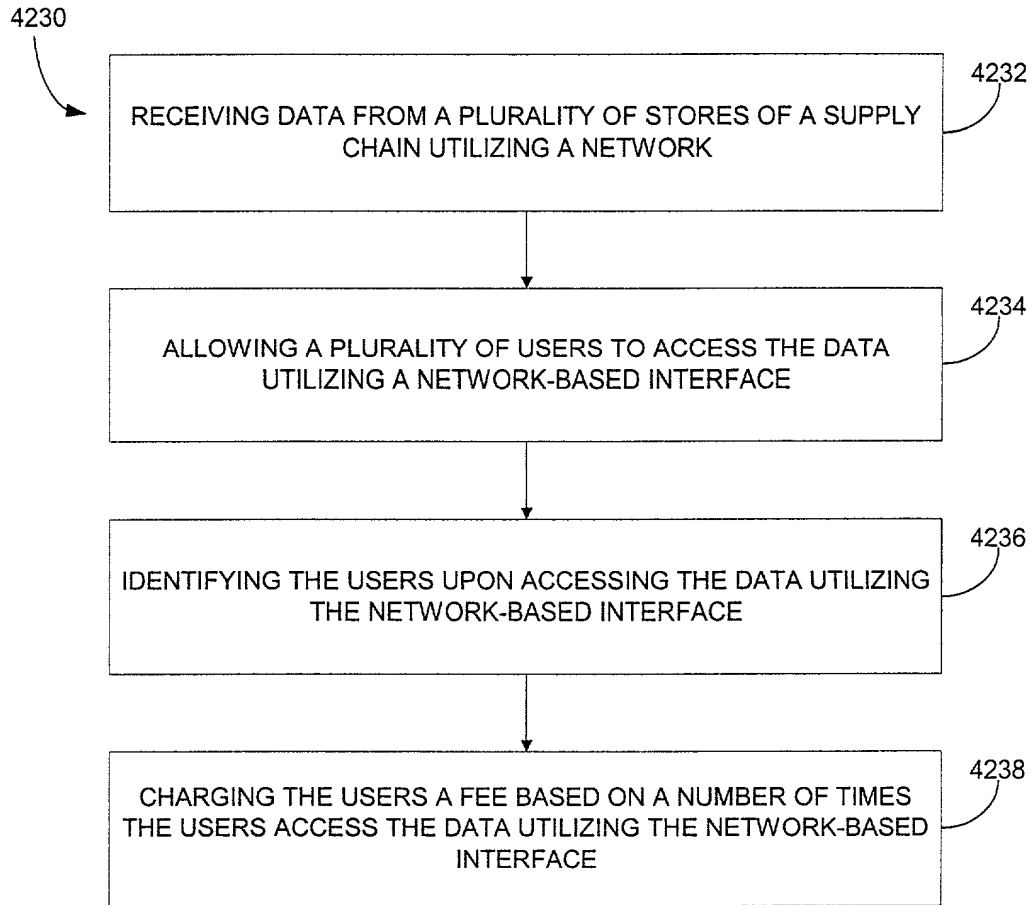 4230
4232
RECEIVING DATA FROM A PLURALITY OF STORES OF A SUPPLY
CHAIN UTILIZING A NETWORK
4234
ALLOWING A PLURALITY OF USERS TO ACCESS THE DATA
UTILIZING A NETWORK-BASED INTERFACE
4236
IDENTIFYING THE USERS UPON ACCESSING THE DATA UTILIZING
THE NETWORK-BASED INTERFACE
4238
CHARGING THE USERS A FEE BASED ON A NUMBER OF TIMES
THE USERS ACCESS THE DATA UTILIZING THE NETWORK-BASED
INTERFACE